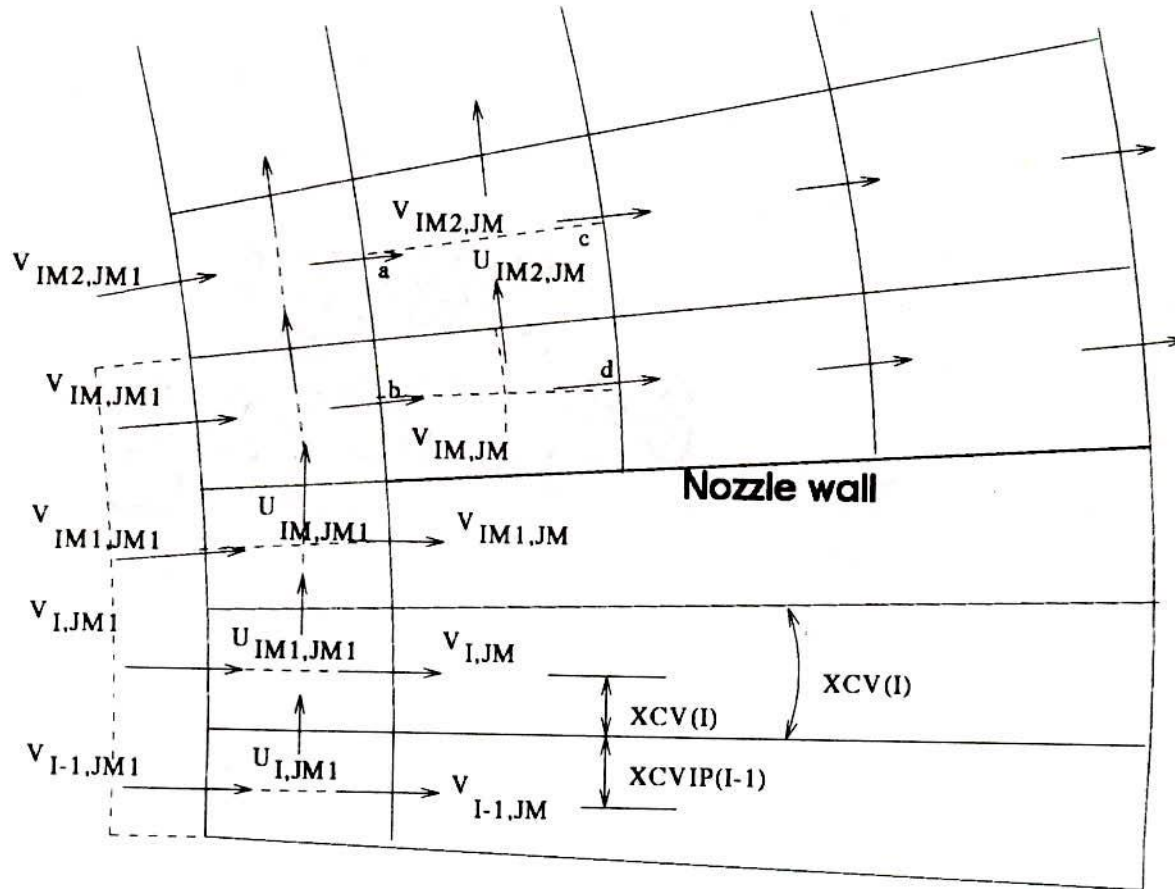 V IM2,JM
c
a
V IM2,JM1
U IM2,JM
V IM,JM1
b
d
V IM,JM
Nozzle wall
U IM,JM1
V IM1,JM1
V IM1,JM
V I,JM1
U IM1,JM1
V I,JM
XCV(I)
XCV(I)
V I-1,JM1
U I,JM1
XCVIP(I-1)
V I-1,JM